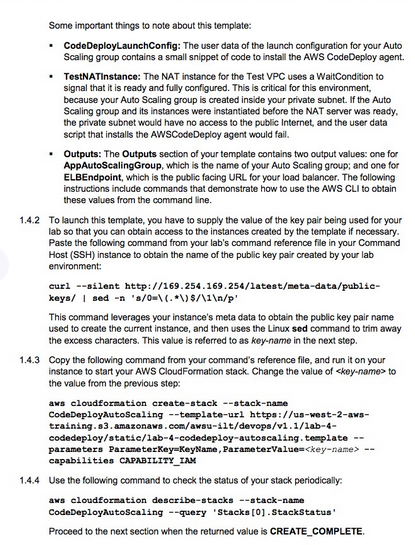 Some important things to note about this template:
▪ CodeDeployLaunchConfig: The user data of the launch configuration for your Auto
Scaling group contains a small snippet of code to install the AWS CodeDeploy agent.
▪ TestNATInstance: The NAT instance for the Test VPC uses a WaitCondition to
signal that it is ready and fully configured. This is critical for this environment,
because your Auto Scaling group is created inside your private subnet. If the Auto
Scaling group and its instances were instantiated before the NAT server was ready,
the private subnet would have no access to the public Internet, and the user data
script that installs the AWSCodeDeploy agent would fail.
▪ Outputs: The Outputs section of your template contains two output values: one for
AppAutoScalingGroup, which is the name of your Auto Scaling group; and one for
ELBEndpoint, which is the public facing URL for your load balancer. The following
instructions include commands that demonstrate how to use the AWS CLI to obtain
these values from the command line.
1.4.2 To launch this template, you have to supply the value of the key pair being used for your
lab so that you can obtain access to the instances created by the template if necessary.
Paste the following command from your lab's command reference file in your Command
Host (SSH) instance to obtain the name of the public key pair created by your lab
environment:
curl --silent http://169.254.169.254/latest/meta-data/public-
keys/ | sed -n 's/0=\(.*\)$/\1\n/p'
This command leverages your instance's meta data to obtain the public key pair name
used to create the current instance, and then uses the Linux sed command to trim away
the excess characters. This value is referred to as key-name in the next step.
1.4.3 Copy the following command from your command's reference file, and run it on your
instance to start your AWS CloudFormation stack. Change the value of <key-name> to
the value from the previous step:
aws cloudformation create-stack --stack-name
CodeDeployAutoScaling --template-url https://us-west-2-aws-
training.s3.amazonaws.com/awsu-ilt/devops/v1.1/lab-4-
codedeploy/static/lab-4-codedeploy-autoscaling.template --
parameters ParameterKey=KeyName,ParameterValue=<key-name> --
capabilities CAPABILITY_IAM
1.4.4 Use the following command to check the status of your stack periodically:
aws cloudformation describe-stacks --stack-name
CodeDeployAutoScaling --query 'Stacks[0].StackStatus'
Proceed to the next section when the returned value is CREATE_COMPLETE.